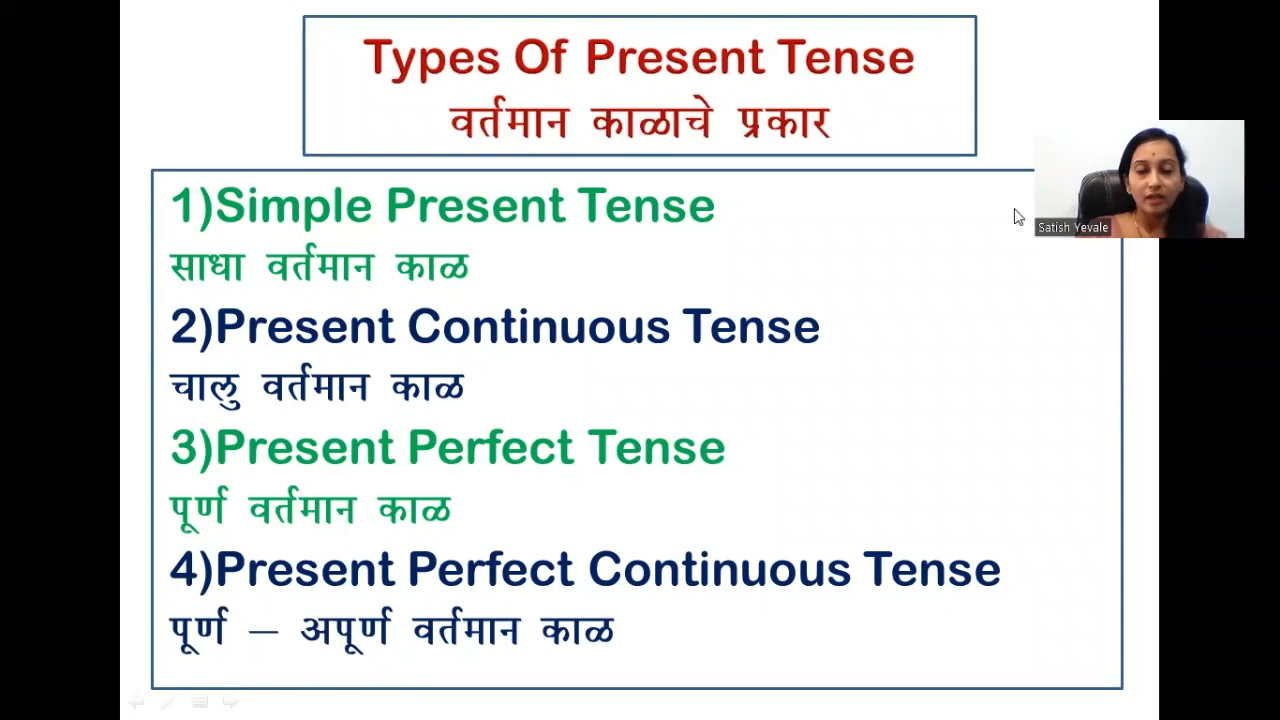 Types Of Present Tense
वर्तमान काळाचे प्रकार
1)Simple Present Tense
साधा वर्तमान काळ
Satish Yevale
2)Present Continuous Tense
चालु वर्तमान काळ
3)Present Perfect Tense
पूर्ण वर्तमान काळ
4)Present Perfect Continuous Tense
पूर्ण – अपूर्ण वर्तमान काळ